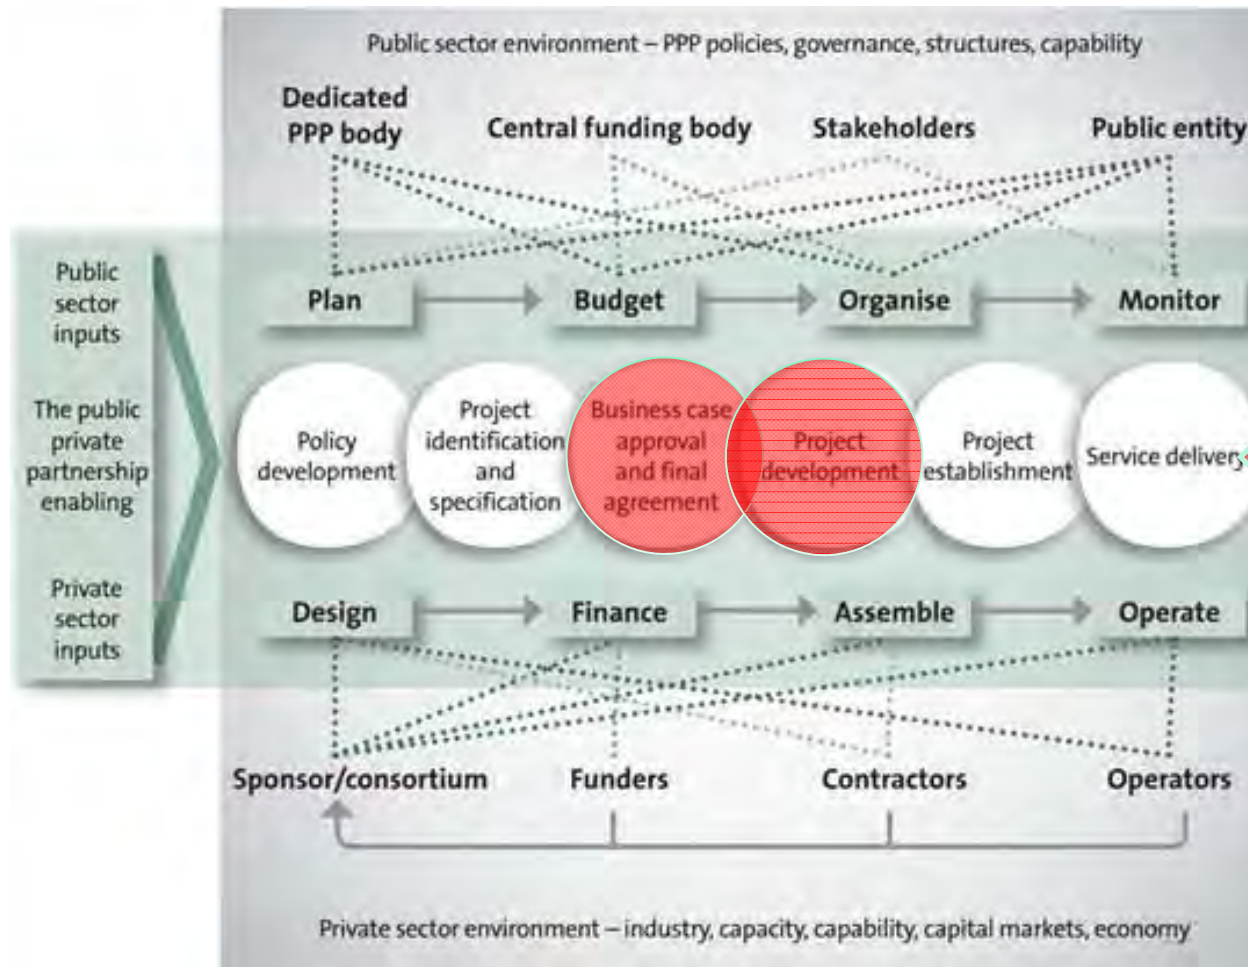 Public sector environment – PPP policies, governance, structures, capability
Dedicated
PPP body
Central funding body
Stakeholders
Public entity
Public
sector
inputs
Plan
Budget
Organise
Monitor
The public
private
partnership
enabling
Policy
development
Project
identification
and
specification
Business case
approval
and final
agreement
Project
development
Project
establishment
Service delivery
Private
sector
inputs
Design
Finance
Assemble
Operate
Sponsor/consortium
Funders
Contractors
Operators
Private sector environment – industry, capacity, capability, capital markets, economy